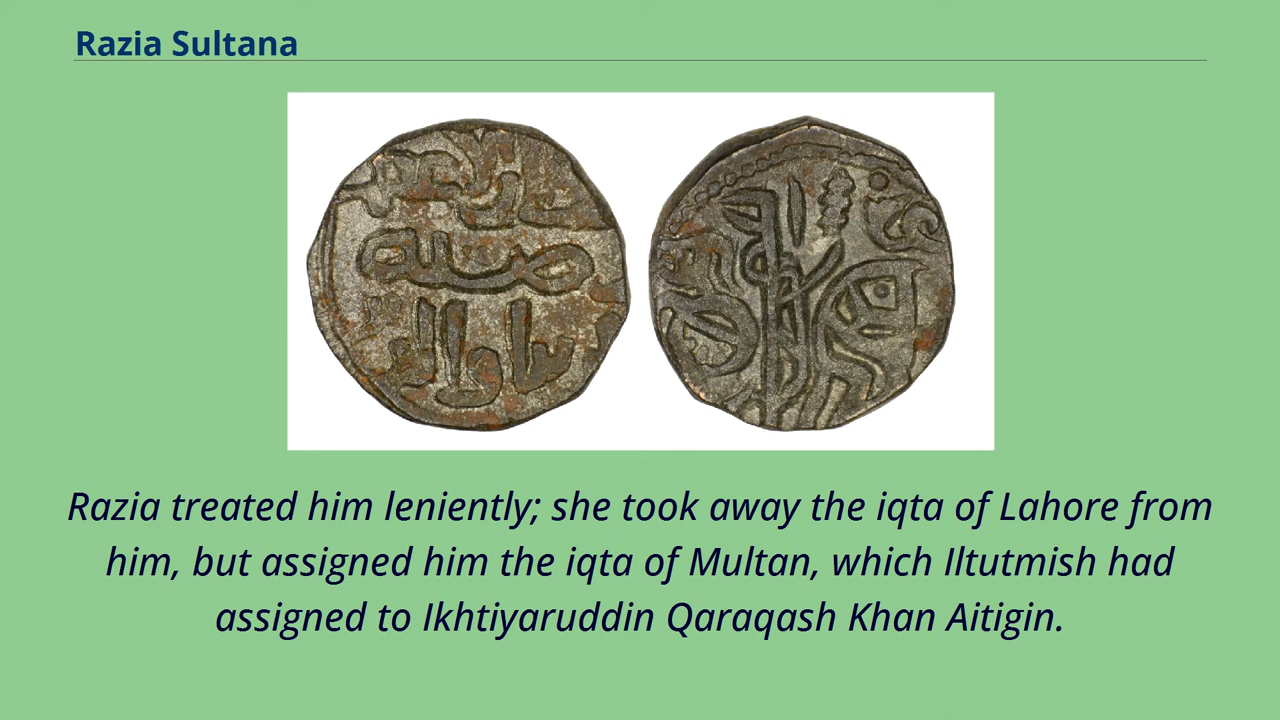 Razia Sultana
رضیه
Razia treated him leniently; she took away the iqta of Lahore from
him, but assigned him the iqta of Multan, which Iltutmish had
assigned to Ikhtiyaruddin Qaraqash Khan Aitigin.